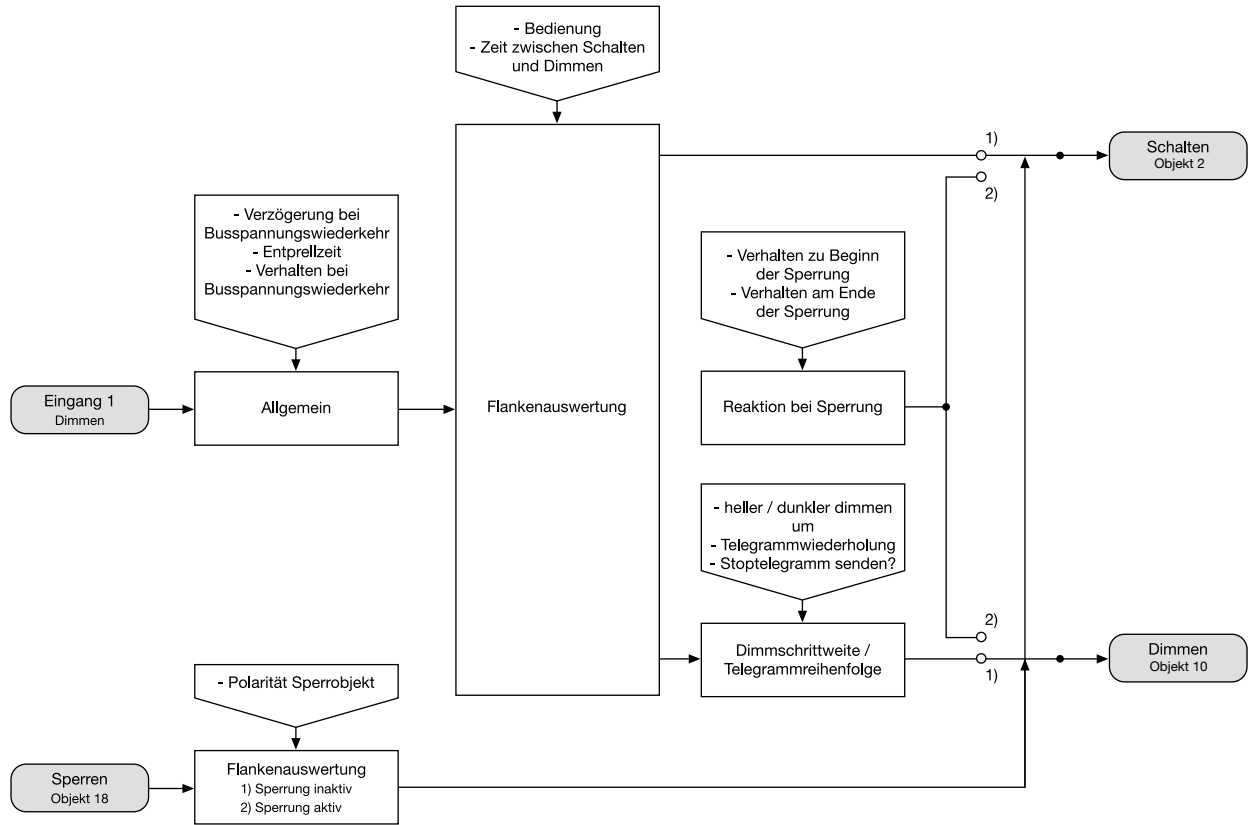 - Bedienung
- Zeit zwischen Schalten
und Dimmen
1)
Schalten
Objekt 2
2)
- Verzögerung bei
Busspannungswiederkehr
- Entprellzeit
- Verhalten bei
Busspannungswiederkehr
- Verhalten zu Beginn
der Sperrung
- Verhalten am Ende
der Sperrung
Eingang 1
Dimmen
Allgemein
Flankenauswertung
Reaktion bei Sperrung
- heller / dunkler dimmen
um
- Telegrammwiederholung
- Stoptelegramm senden?
2)
Dimmschrittweite /
Telegrammreihenfolge
1)
Dimmen
Objekt 10
- Polarität Sperrobjekt
Sperren
Objekt 18
Flankenauswertung
1) Sperrung inaktiv
2) Sperrung aktiv